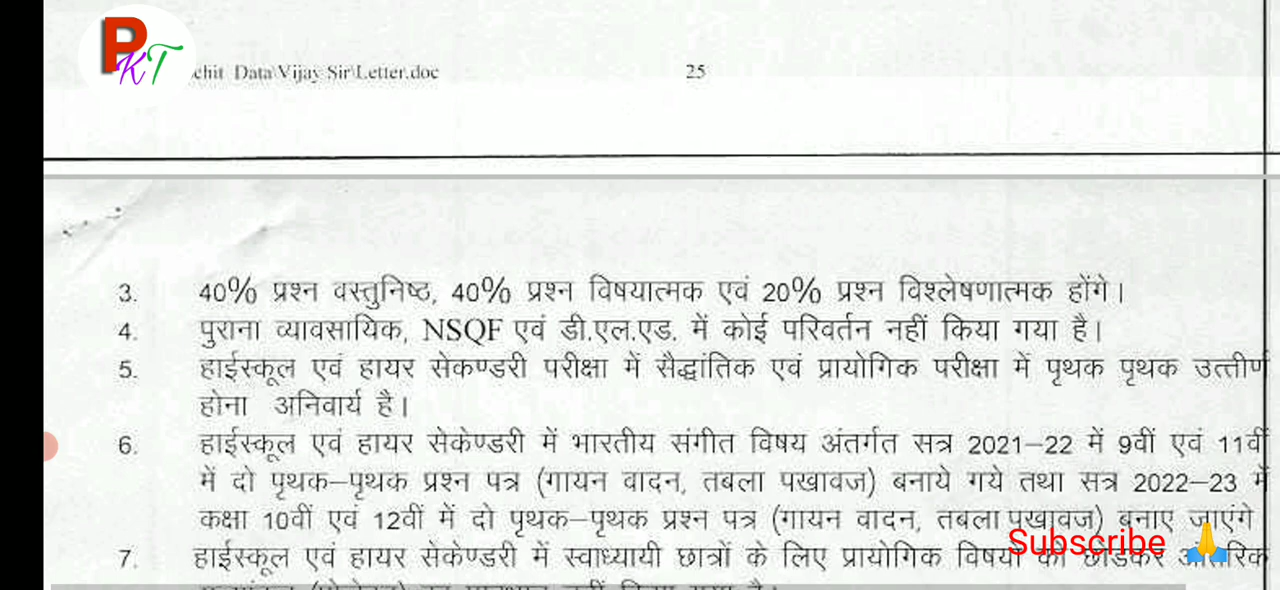 PKT
chit Data\Vijay Sir\Letter.doc 25
3. 40% प्रश्न वस्तुनिष्ठ, 40% प्रश्न विषयात्मक एवं 20% प्रश्न विश्लेषणात्मक होंगे।
4. पुराना व्यावसायिक, NSQF एवं डी.एल.एड. में कोई परिवर्तन नहीं किया गया है।
5. हाईस्कूल एवं हायर सेकण्डरी परीक्षा में सैद्धांतिक एवं प्रायोगिक परीक्षा में पृथक पृथक उत्तीर्ण
होना अनिवार्य है।
6. हाईस्कूल एवं हायर सेकेण्डरी में भारतीय संगीत विषय अंतर्गत सत्र 2021–22 में 9वीं एवं 11वीं
में दो पृथक–पृथक प्रश्न पत्र (गायन वादन, तबला पखावज) बनाये गये तथा सत्र 2022–23 में
कक्षा 10वीं एवं 12वीं में दो पृथक–पृथक प्रश्न पत्र (गायन वादन, तबला पखावज) बनाए जाएंगे
Subscribe
7. हाईस्कूल एवं हायर सेकेण्डरी में स्वाध्यायी छात्रों के लिए प्रायोगिक विषयों को छोडकर आंतरिक